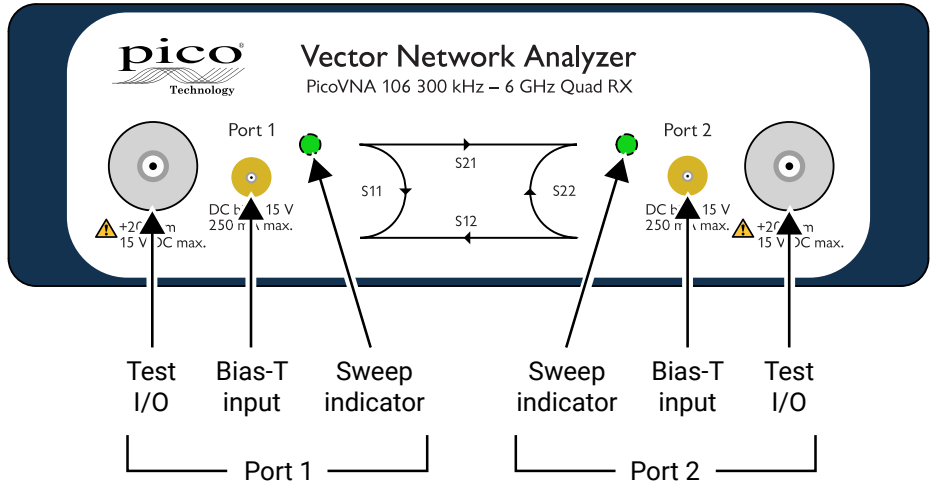 pico
Technology
Vector Network Analyzer
PicoVNA 106 300 kHz – 6 GHz Quad RX
Port 1
Port 2
S21
S11
S22
S12
DC 15 V
250 max.
15 V DC max.
DC 15 V
250 max.
15 V DC max.
Test I/O
Bias-T input
Sweep indicator
Sweep indicator
Bias-T input
Test I/O
Port 1
Port 2